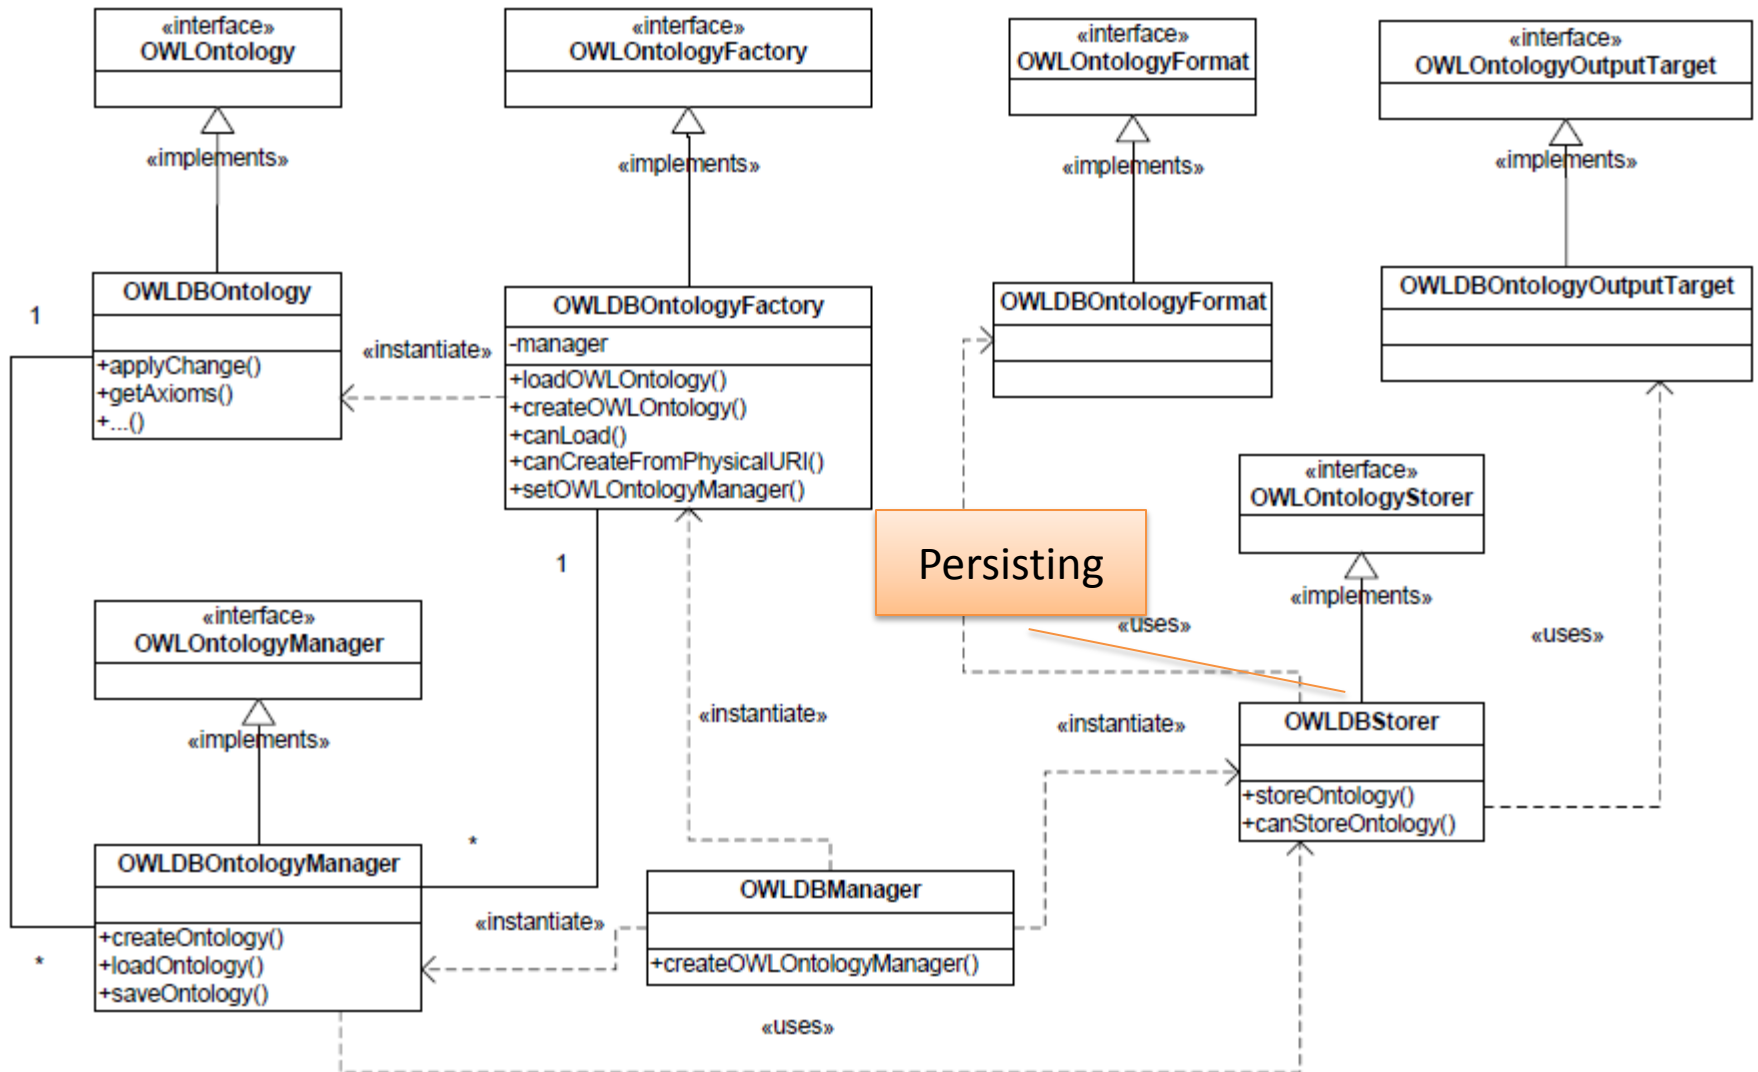 «interface»
OWLOntology
«interface»
OWLOntologyFactory
«interface»
OWLOntologyFormat
«interface»
OWLOntologyOutputTarget
«implements»
«implements»
«implements»
«implements»
OWLDBOntology
+applyChange()
+getAxioms()
+...()
1
«instantiate»
OWLDBOntologyFactory
-manager
+loadOWLOntology()
+createOWLOntology()
+canLoad()
+canCreateFromPhysicalURI()
+setOWLOntologyManager()
OWLDBOntologyFormat
OWLDBOntologyOutputTarget
«interface»
OWLOntologyStorer
1
Persisting
«implements»
«uses»
«uses»
«interface»
OWLOntologyManager
«implements»
«instantiate»
«instantiate»
OWLDBStorer
+storeOntology()
+canStoreOntology()
*
OWLDBOntologyManager
+createOntology()
+loadOntology()
+saveOntology()
*
«instantiate»
OWLDBManager
+createOWLOntologyManager()
«uses»